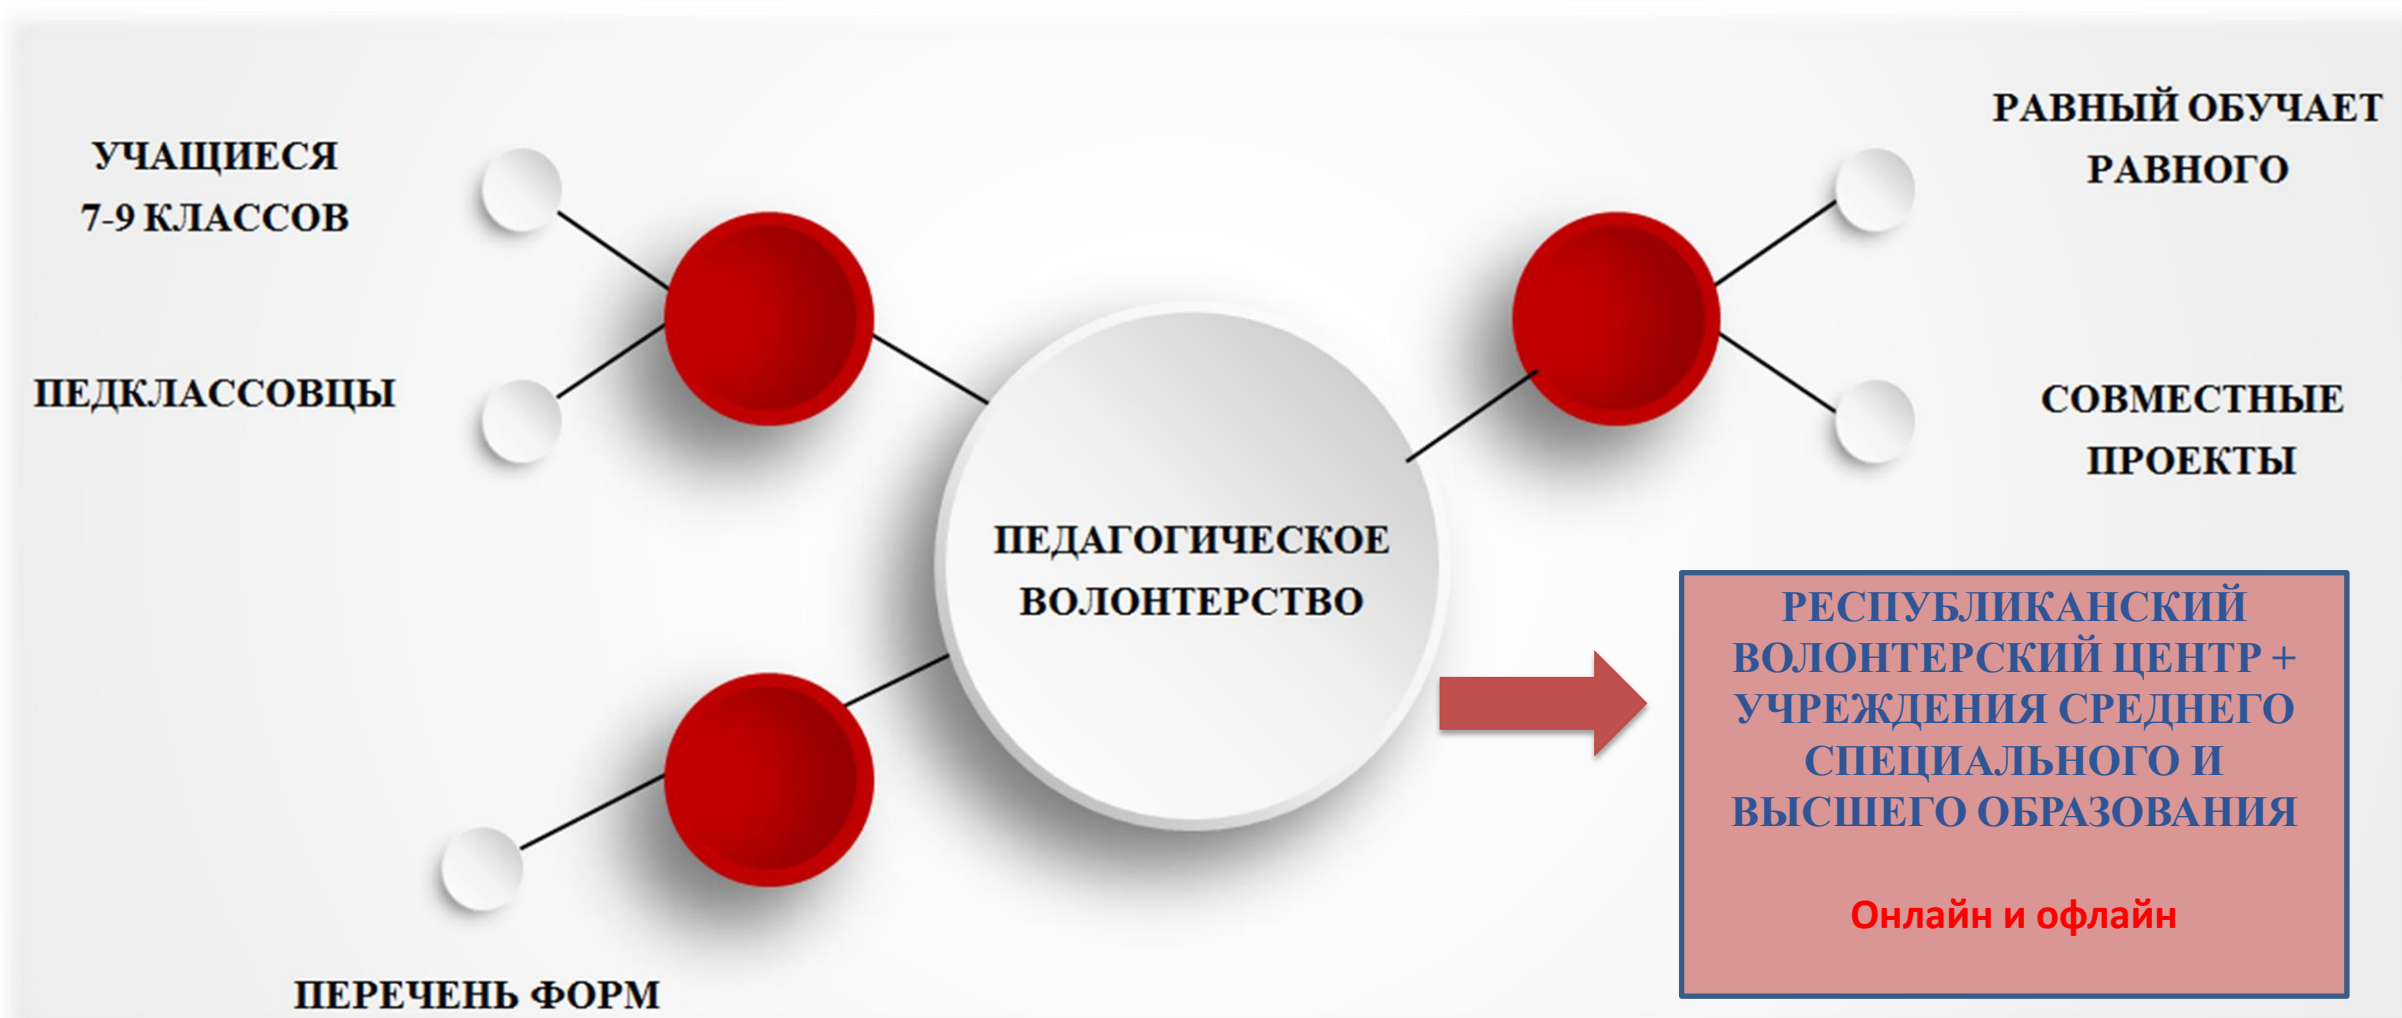 УЧАЩИЕСЯ
7-9 КЛАССОВ
ПЕДКЛАССОВЦЫ
РАВНЫЙ ОБУЧАЕТ
РАВНОГО
СОВМЕСТНЫЕ
ПРОЕКТЫ
ПЕДАГОГИЧЕСКОЕ
ВОЛОНТЕРСТВО
РЕСПУБЛИКАНСКИЙ
ВОЛОНТЕРСКИЙ ЦЕНТР +
УЧРЕЖДЕНИЯ СРЕДНЕГО
СПЕЦИАЛЬНОГО И
ВЫСШЕГО ОБРАЗОВАНИЯ
Онлайн и офлайн
ПЕРЕЧЕНЬ ФОРМ